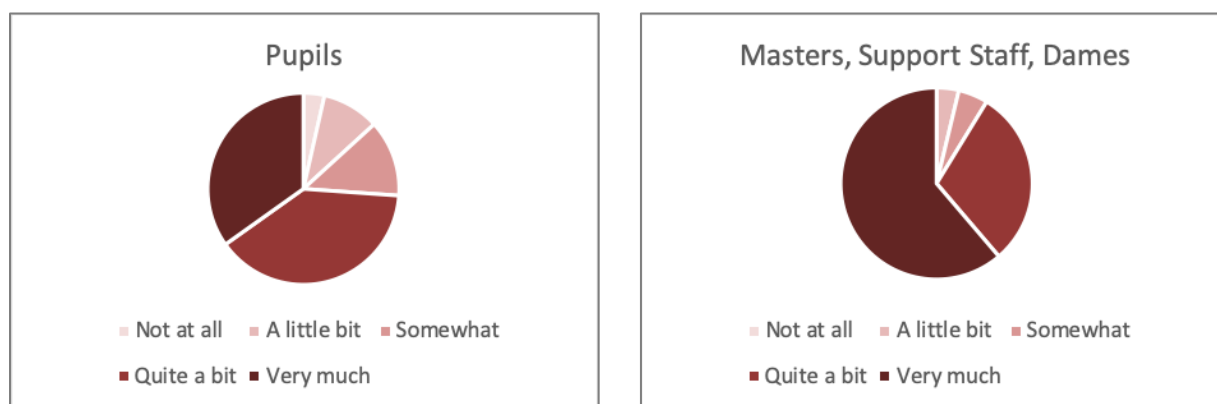 Pupils
Not at all
A little bit
Somewhat
Quite a bit
Very much
Masters, Support Staff, Dames
Not at all
A little bit
Somewhat
Quite a bit
Very much